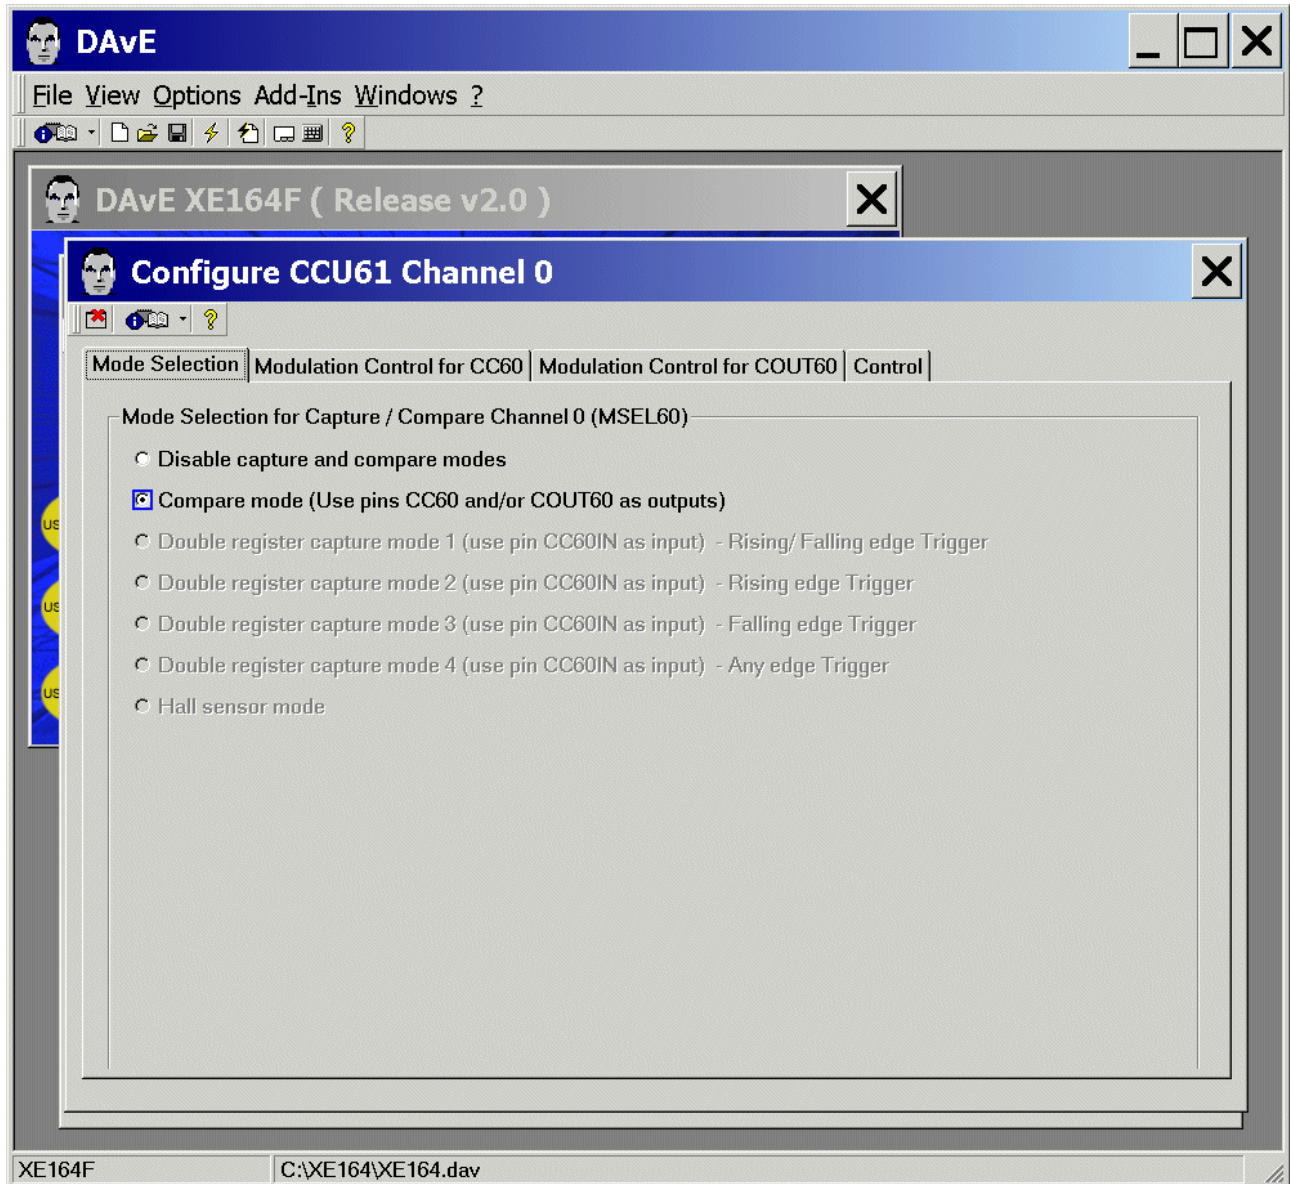 DAvE
File View Options Add-Ins Windows ?
DAvE XE164F ( Release v2.0 )
Configure CCU61 Channel 0
Mode Selection Modulation Control for CC60 Modulation Control for COUT60 Control
Mode Selection for Capture / Compare Channel 0 (MSEL60)
Disable capture and compare modes
Compare mode (Use pins CC60 and/or COUT60 as outputs)
Double register capture mode 1 (use pin CC60IN as input) - Rising/ Falling edge Trigger
US
Double register capture mode 2 (use pin CC60IN as input) - Rising edge Trigger
US
Double register capture mode 3 (use pin CC60IN as input) - Falling edge Trigger
Double register capture mode 4 (use pin CC60IN as input) - Any edge Trigger
US
Hall sensor mode
XE164F C:\XE164\XE164.dav